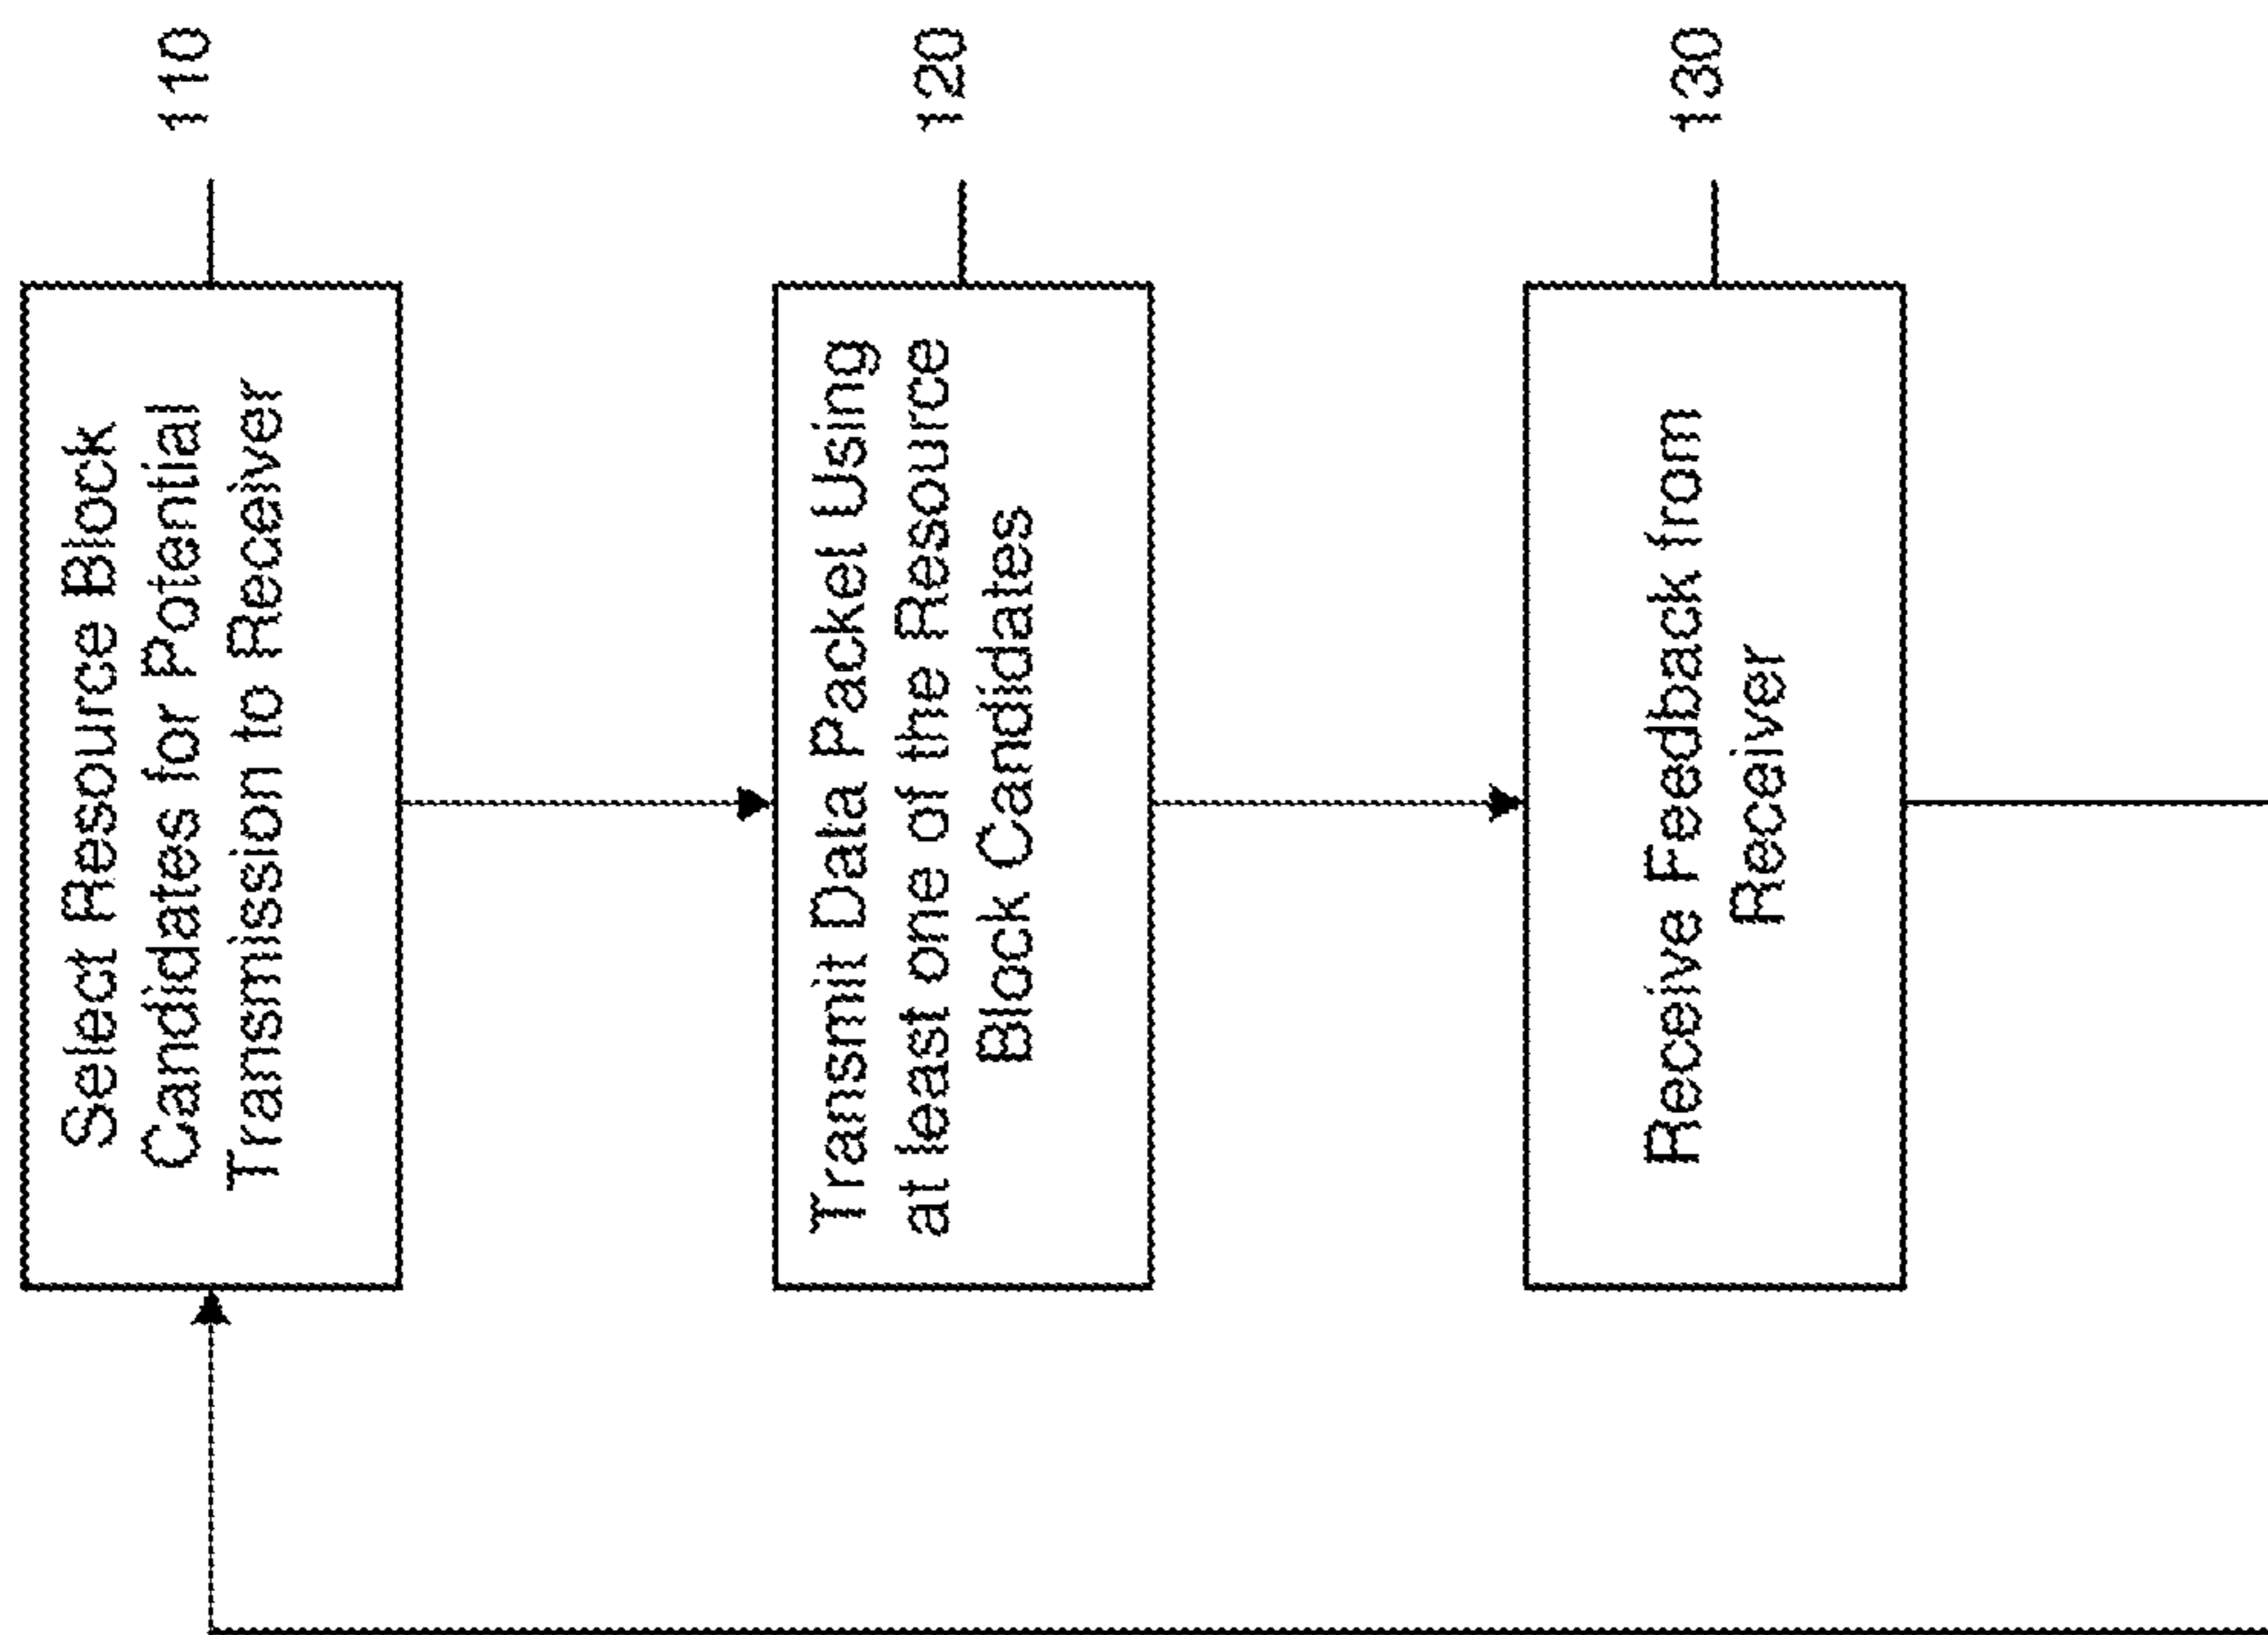 Select Resource Block
Candidates for Potential
Transmission to Receiver
110
Transmit Data Packet Using
at least one of the Resource
Block Candidates
120
Receive Feedback from
Receiver
130